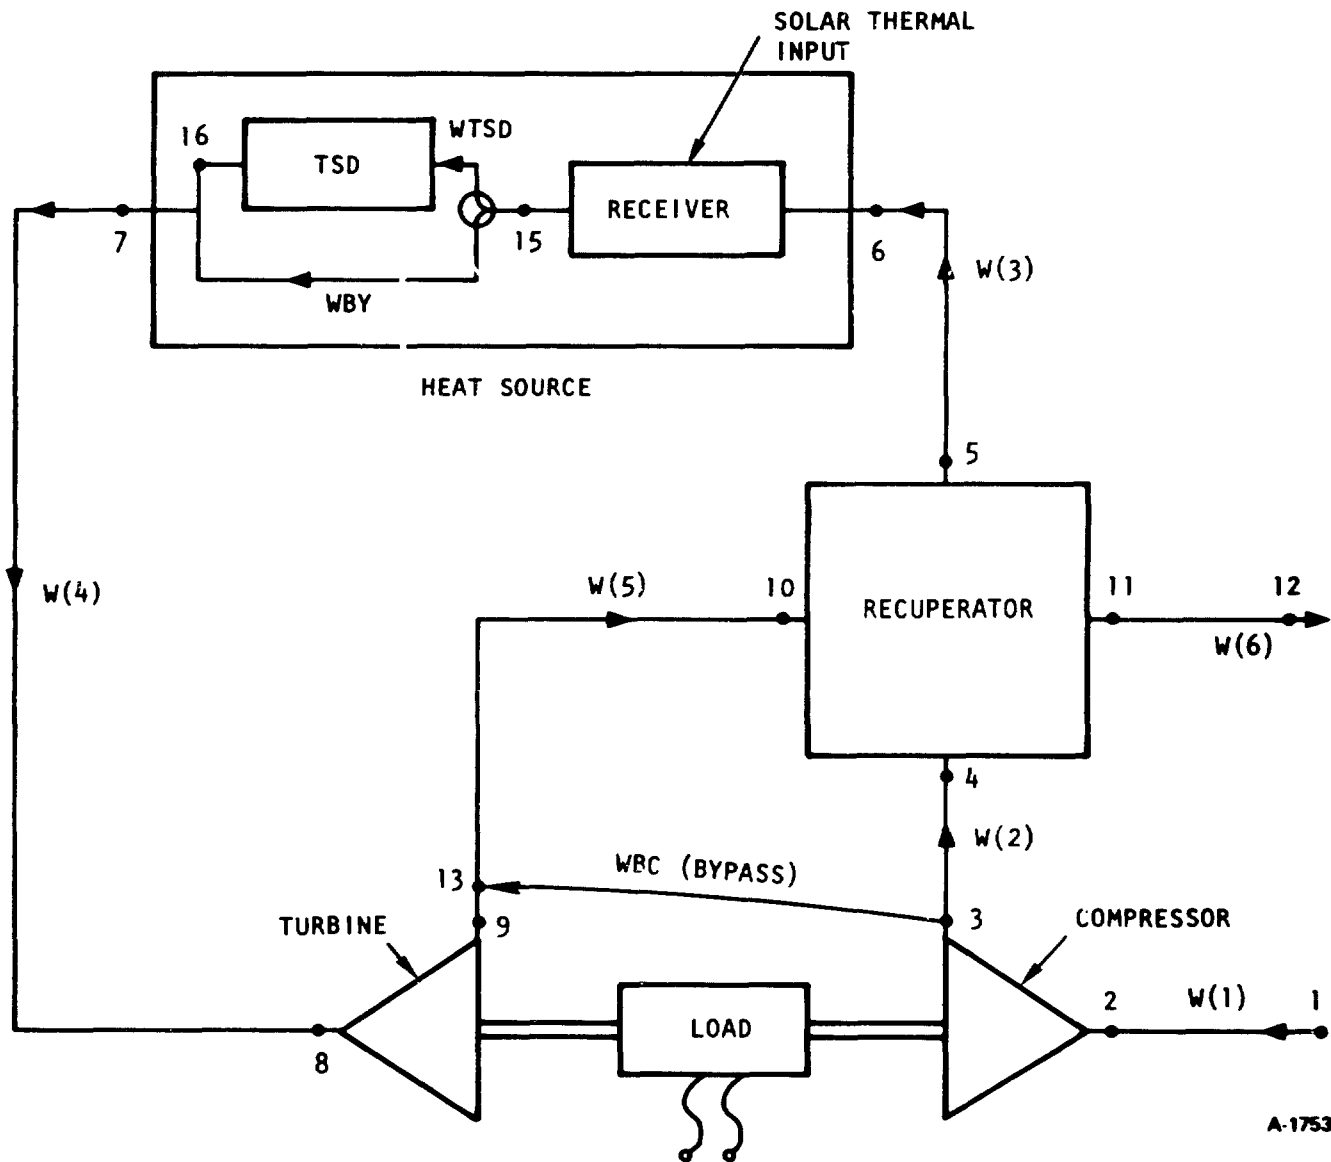 SOLAR THERMAL
INPUT
16
TSD
WTSD
RECEIVER
7
15
6
W(3)
WBY
HEAT SOURCE
5
W(4)
W(5)
10
RECUPERATOR
11
12
W(6)
4
W(2)
WBC (BYPASS)
13
TURBINE
9
3
COMPRESSOR
LOAD
8
2
W(1)
1
A-1753